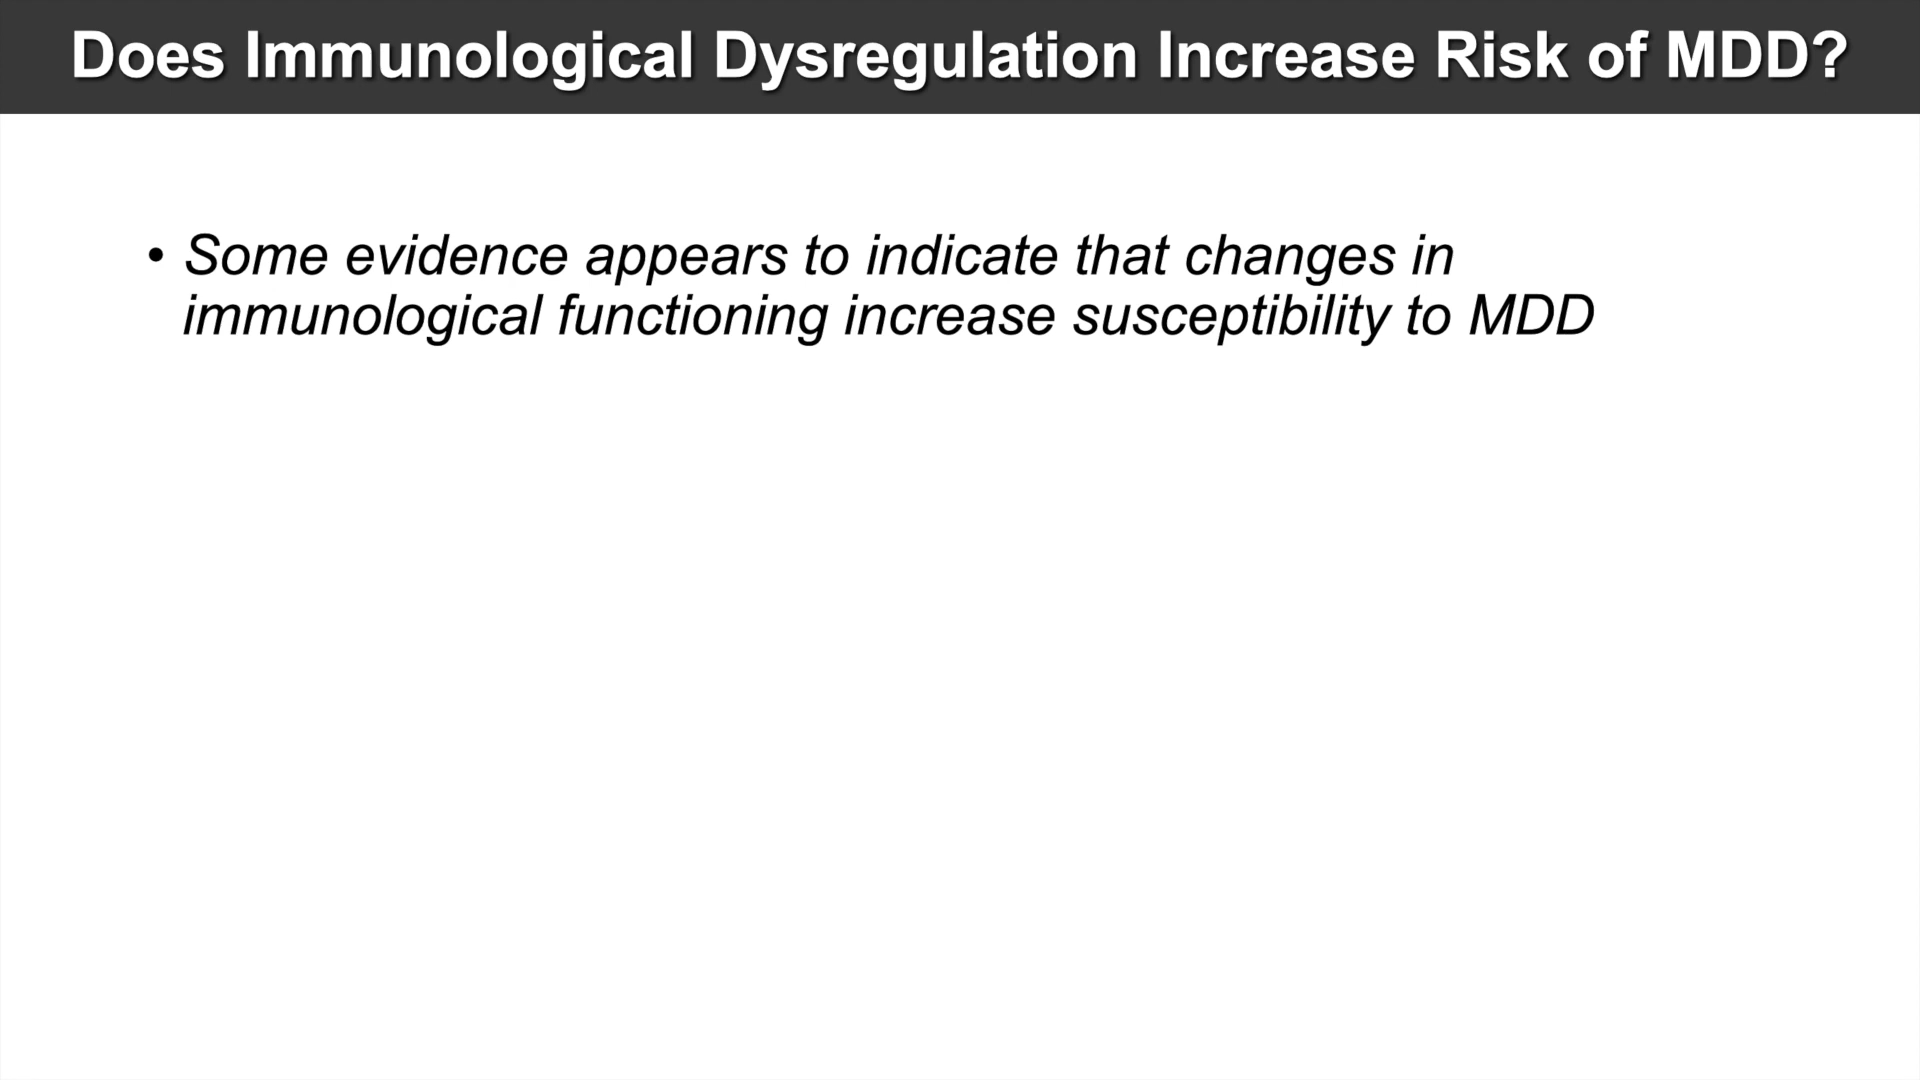 Does Immunological Dysregulation Increase Risk of MDD?
• Some evidence appears to indicate that changes in
immunological functioning increase susceptibility to MDD